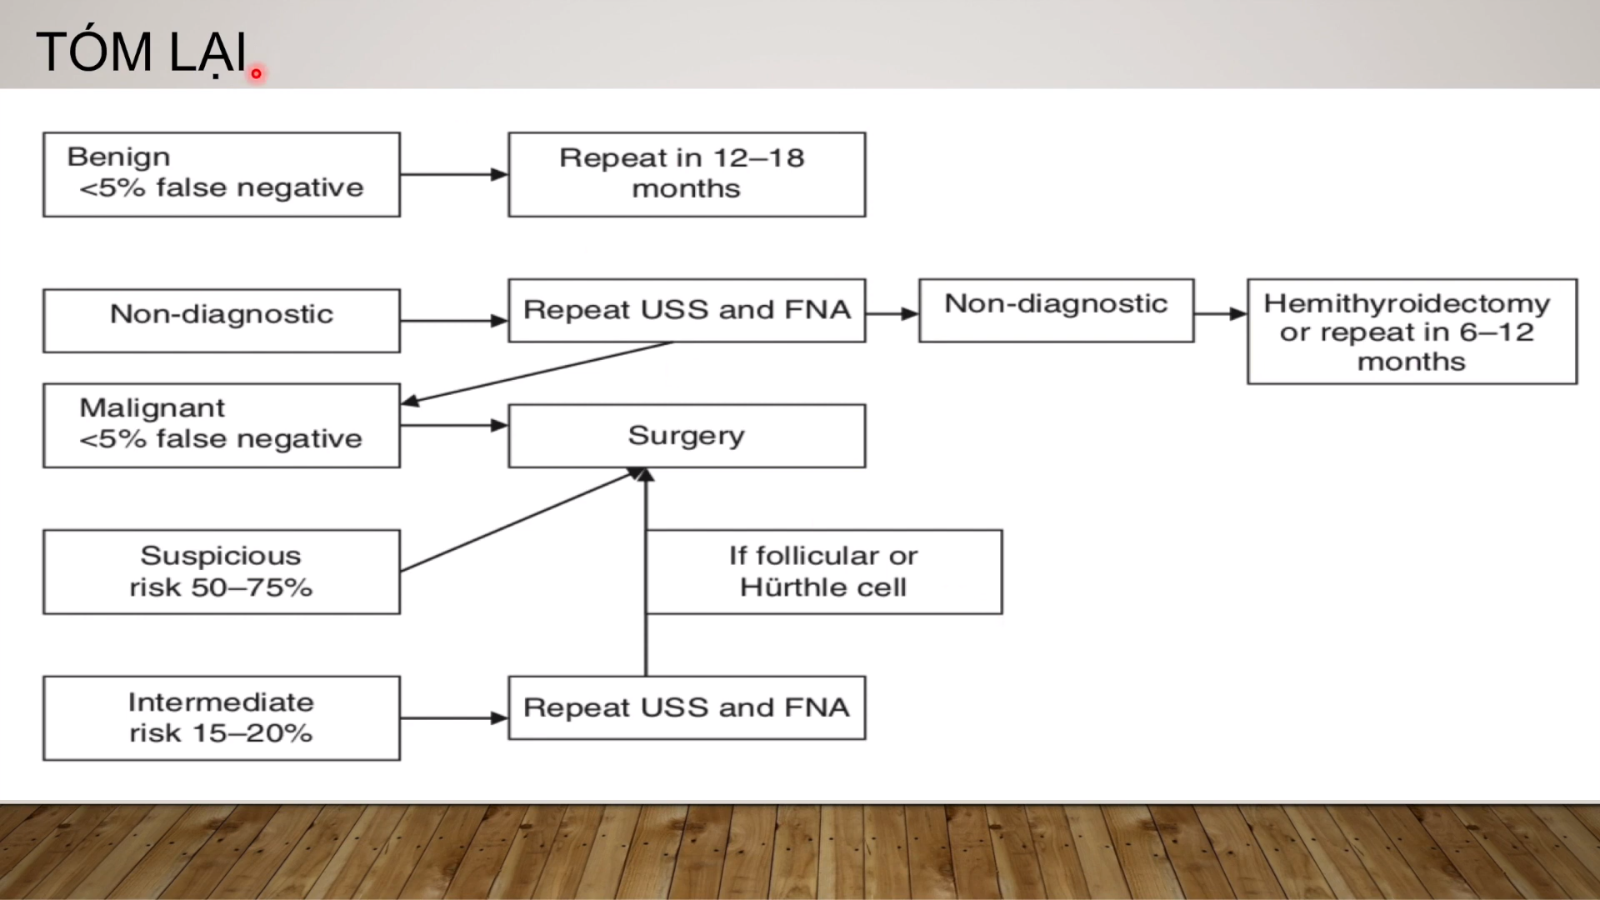 TÓM LẠI
Benign
<5% false negative
Repeat in 12–18
months
Non-diagnostic
Repeat USS and FNA
Non-diagnostic
Hemithyroidectomy
or repeat in 6–12
months
Malignant
<5% false negative
Surgery
Suspicious
risk 50–75%
If follicular or
Hürthle cell
Intermediate
risk 15–20%
Repeat USS and FNA